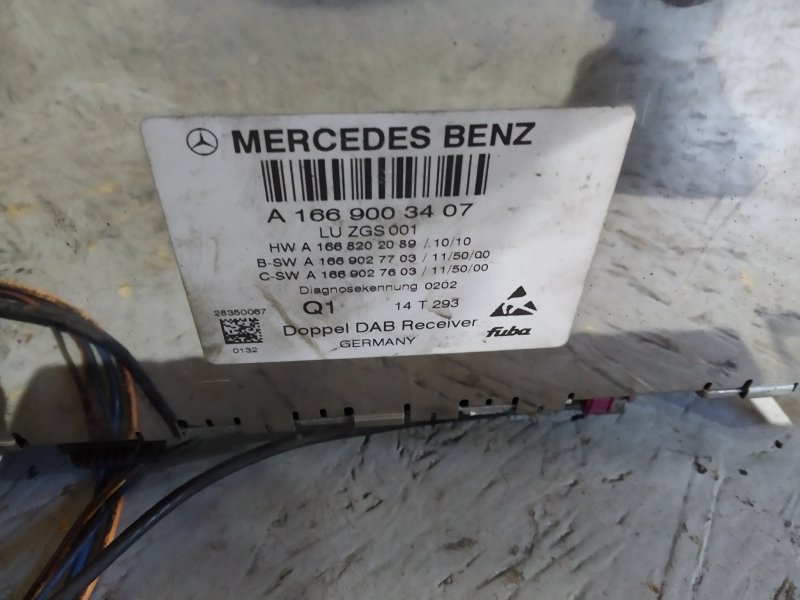 MERCEDES BENZ
A 166 900 34 07
LU ZGS 001
HW A 166 820 20 89 / 10/10
B-SW A 166 902 77 03 / 11/50/00
C-SW A 166 902 76 03 / 11/50/00
Diagnosekennung 0202
28350067 Q1 14 T 293
0132 Doppel DAB Receiver fuba
GERMANY